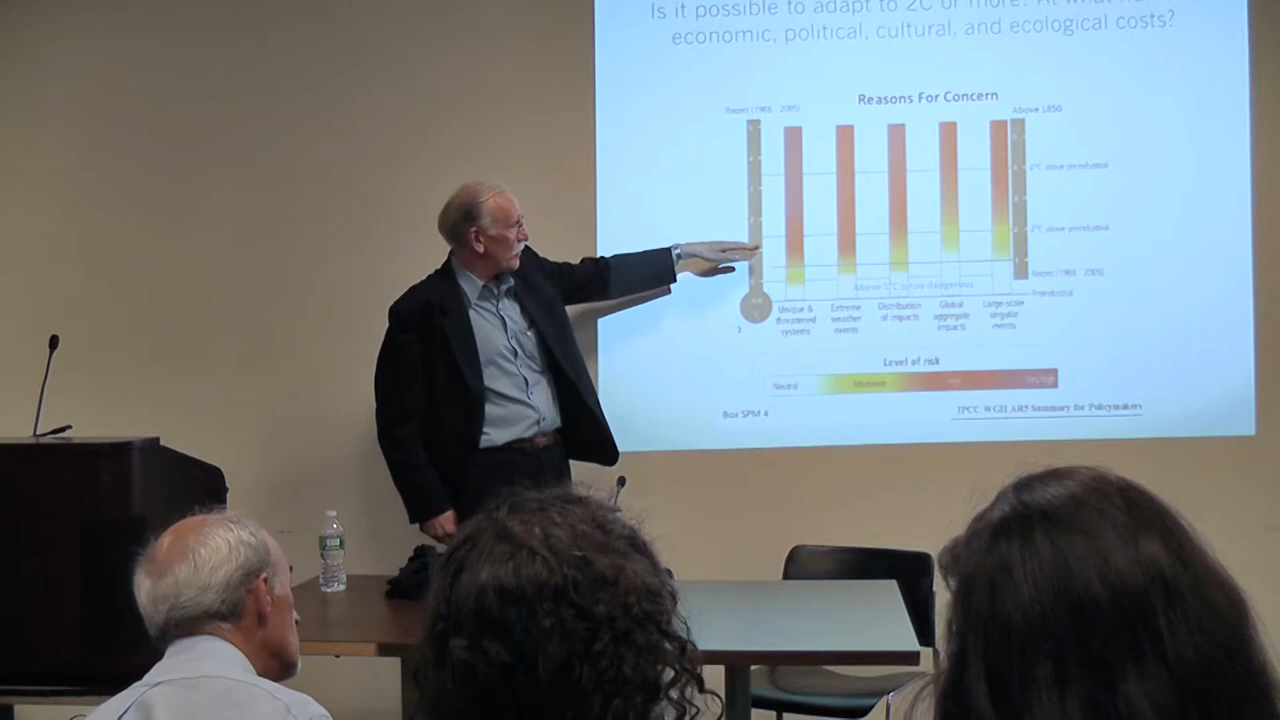 Is it possible to adapt to 2C or more? At what
economic, political, cultural, and ecological costs?
Reasons For Concern
Recent (1986 - 2005)
Above 1850
4°C above preindustrial
2°C above preindustrial
Recent (1986 - 2005)
Preindustrial
Above 1°C is too dangerous
Unique &
threatened
systems
Extreme
weather
events
Distribution
of impacts
Global
aggregate
impacts
Large-scale
singular
events
Level of risk
Neutral
Moderate
High
Very high
Box SPM 4
IPCC WGII AR5 Summary for Policymakers